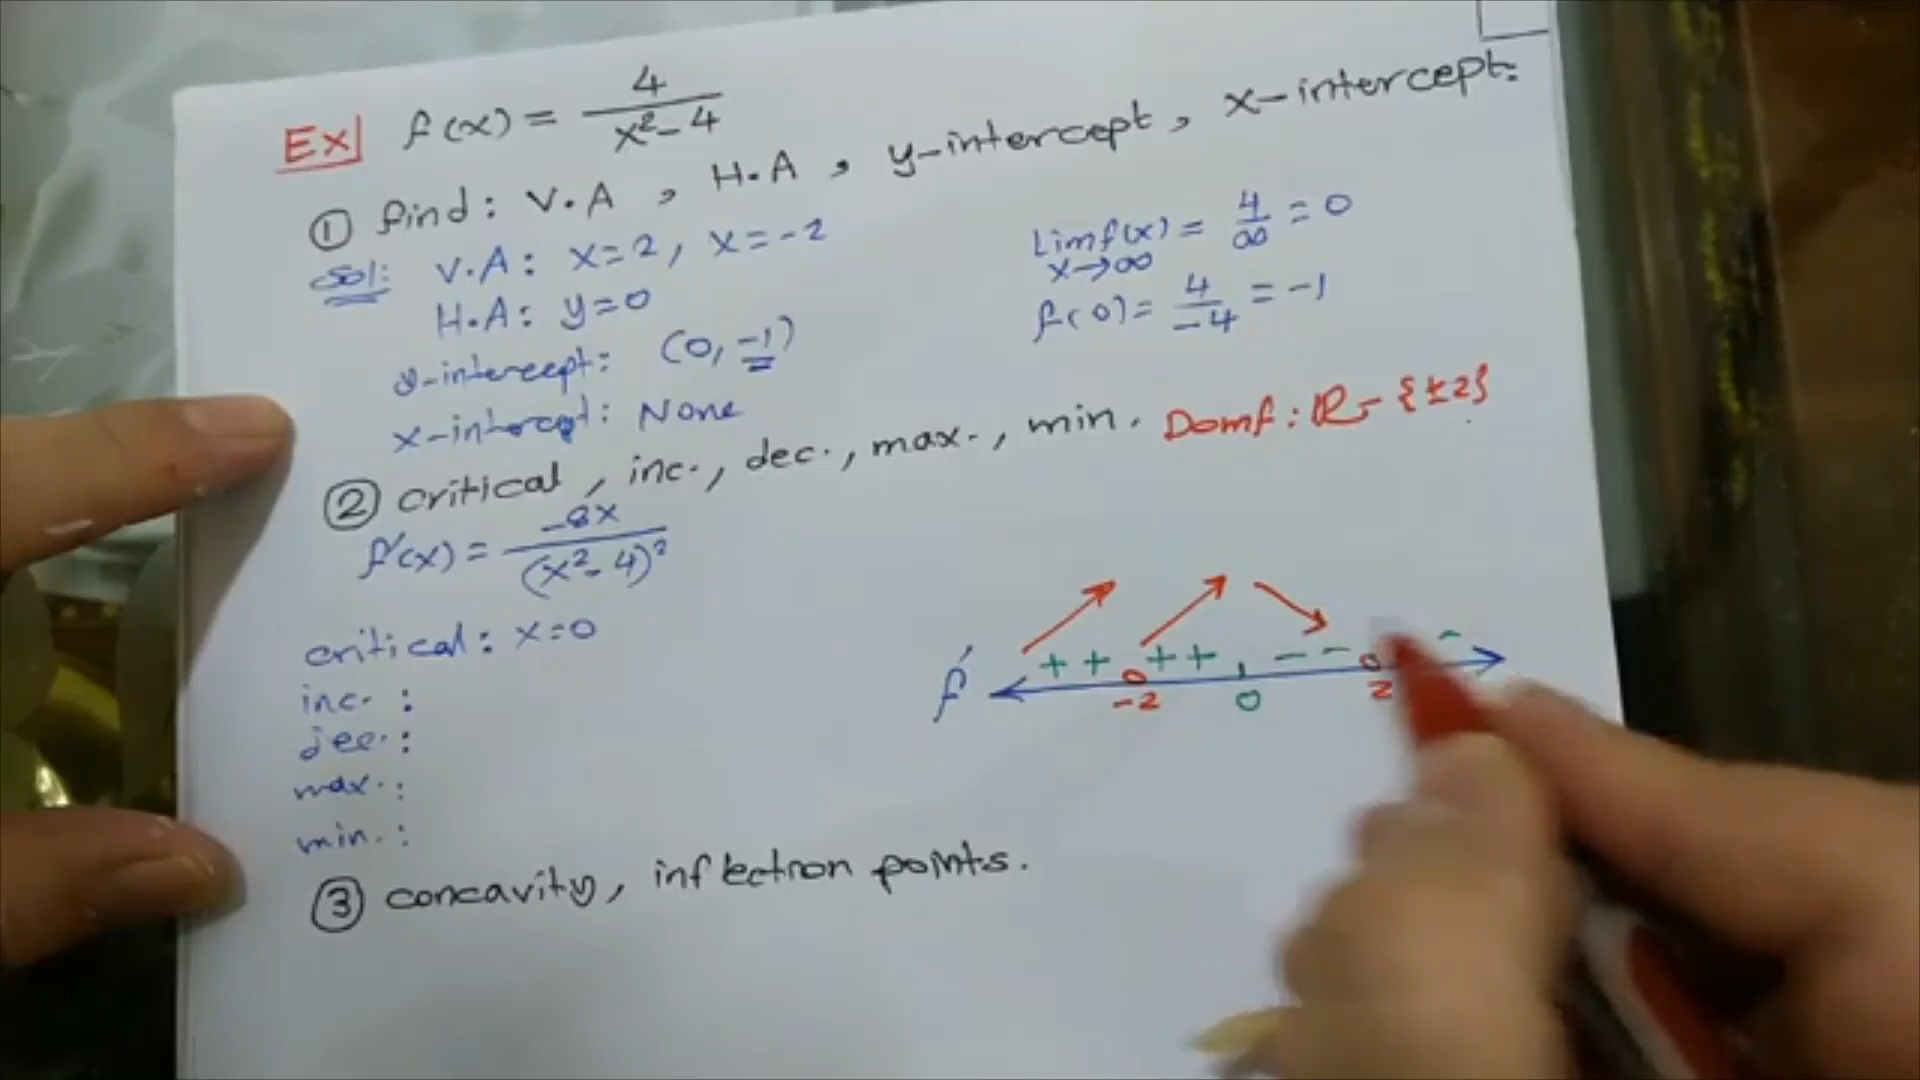 Ex f(x) = 4/(x²-4)
① find: V.A , H.A , y-intercept , x-intercept.
Sol: V.A: x=2, x=-2
H.A: y=0
y-intercept: (0, -1)
x-intercept: None
Lim f(x) = 4/∞ = 0
x→∞
f(0) = 4/-4 = -1
② critical , inc., dec., max., min. Domf: R-{±2}
f'(x) = -8x/(x²-4)²
critical: x=0
inc. :
dec. :
max. :
min. :
f' ++ ++ -- -
-2 0 2
③ concavity, inflection points.